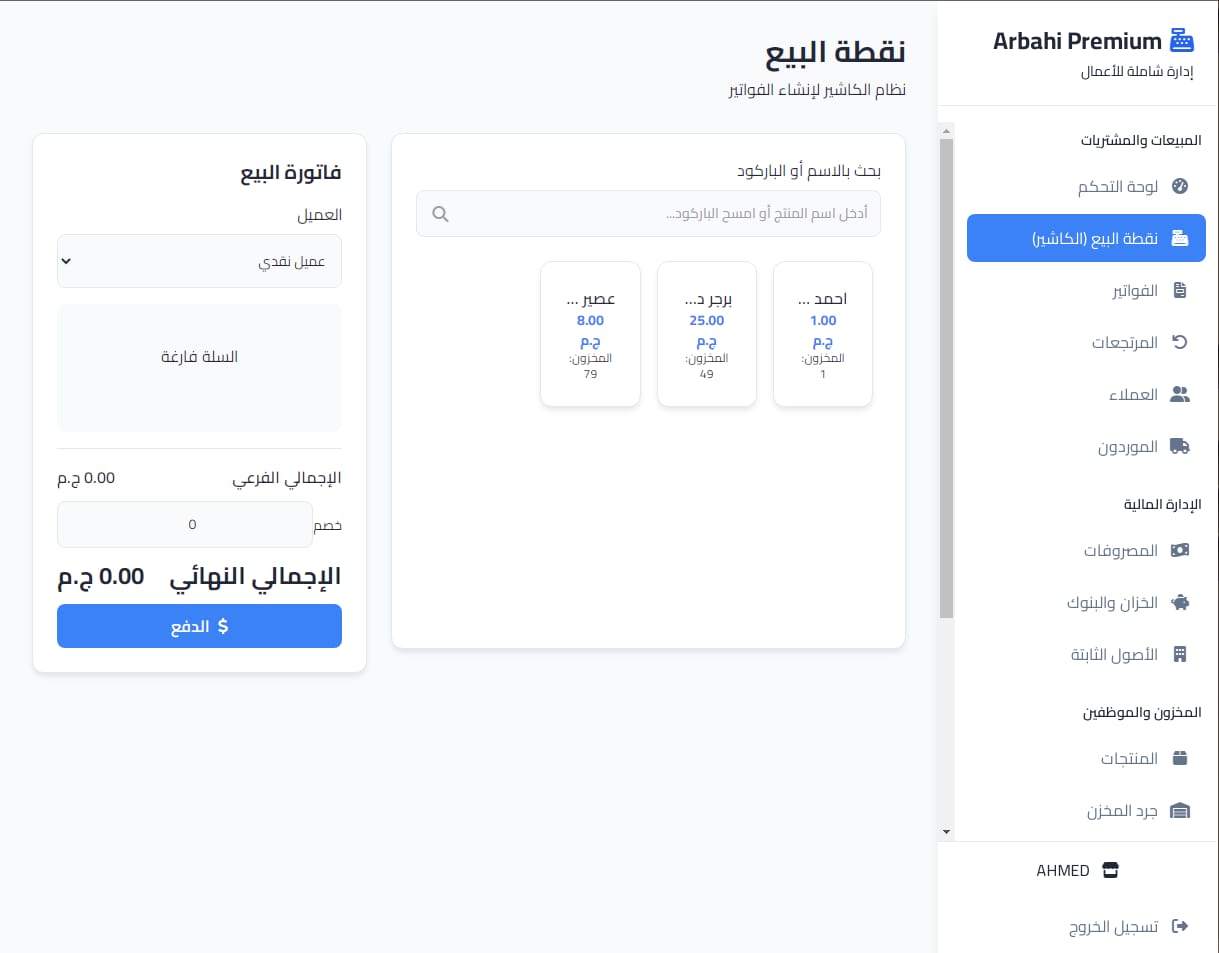 Arbahi Premium
إدارة شاملة للأعمال
المبيعات والمشتريات
لوحة التحكم
نقطة البيع (الكاشير)
الفواتير
المرتجعات
العملاء
الموردون
الإدارة المالية
المصروفات
الخزان والبنوك
الأصول الثابتة
المخزون والموظفين
المنتجات
جرد المخزن
AHMED
تسجيل الخروج
نقطة البيع
نظام الكاشير لإنشاء الفواتير
بحث بالاسم أو الباركود
أدخل اسم المنتج أو امسح الباركود...
احمد ...
1.00
ج.م
المخزون:
1
برجر د...
25.00
ج.م
المخزون:
49
عصير ...
8.00
ج.م
المخزون:
79
فاتورة البيع
العميل
عميل نقدي
السلة فارغة
الإجمالي الفرعي 0.00 ج.م
خصم 0
الإجمالي النهائي 0.00 ج.م
$ الدفع